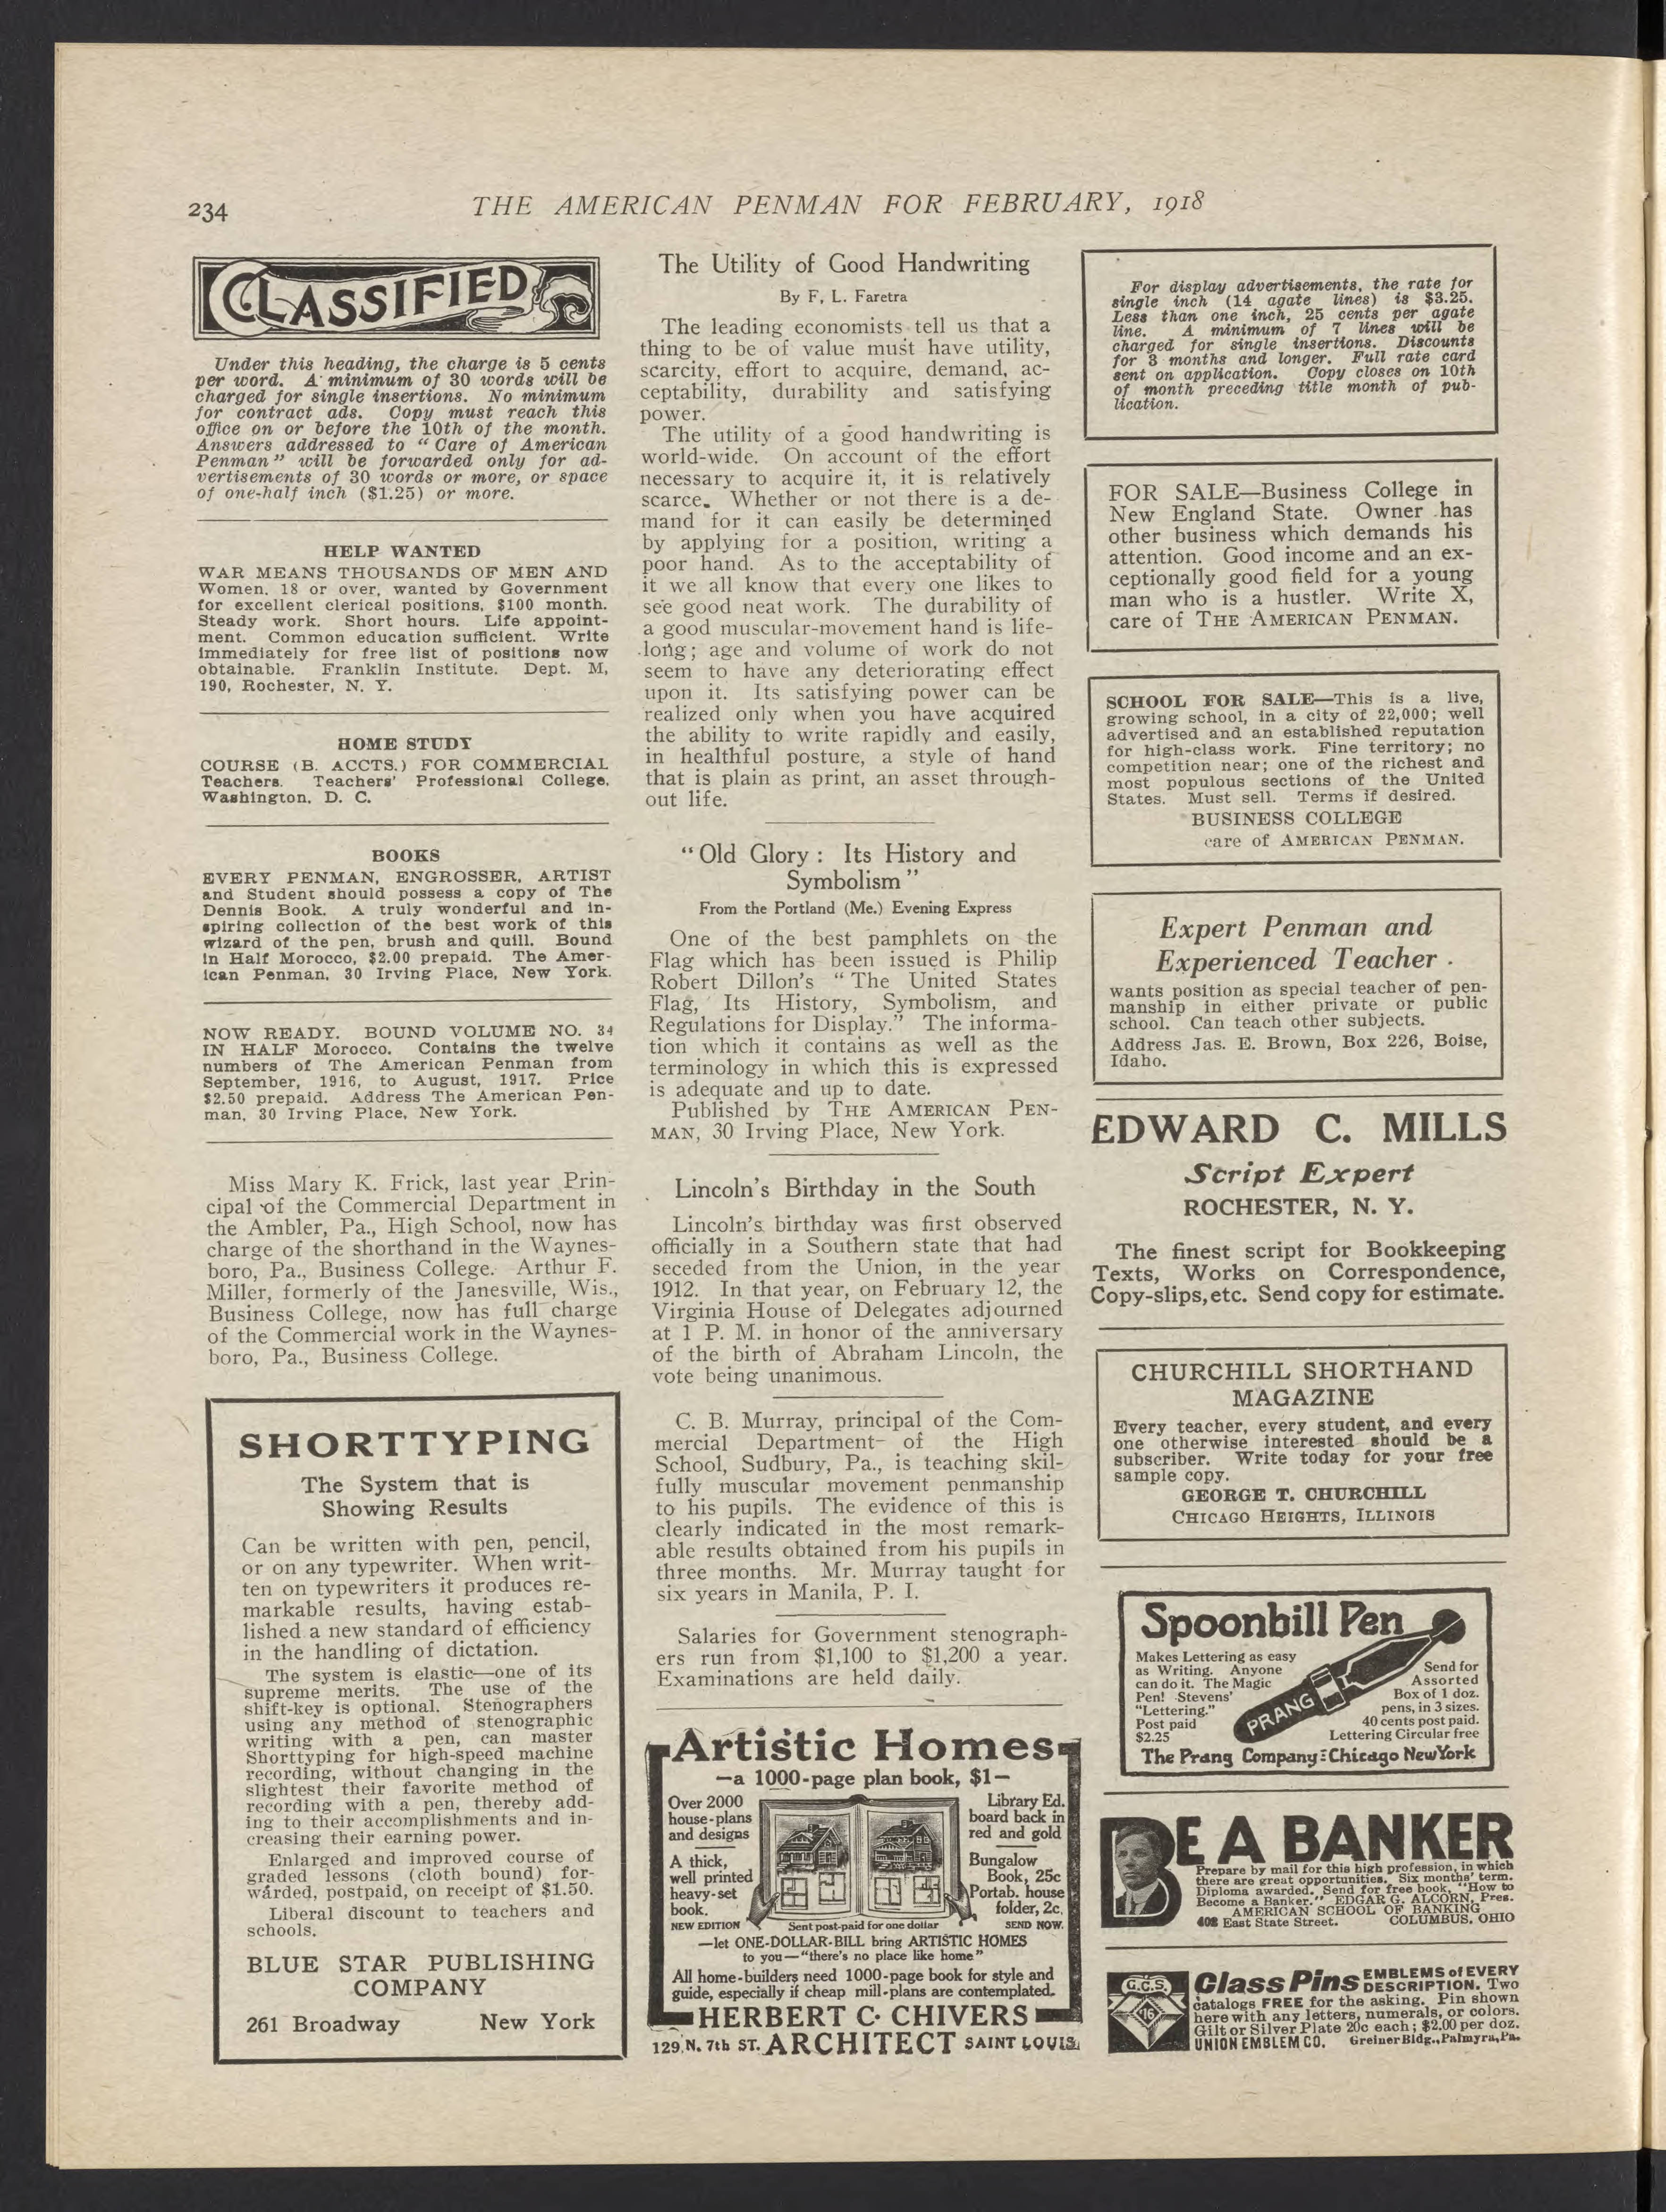 234
THE AMERICAN PENMAN FOR FEBRUARY, 1918
CLASSIFIED
Under this heading, the charge is 5 cents
per word. A minimum of 30 words will be
charged for single insertions. No minimum
for contract ads. Copy must reach this
office on or before the 10th of the month.
Answers addressed to “Care of American
Penman” will be forwarded only for ad-
vertisements of 30 words or more, or space
of one-half inch ($1.25) or more.
HELP WANTED
WAR MEANS THOUSANDS OF MEN AND
Women, 18 or over, wanted by Government
for excellent clerical positions, $100 month.
Steady work. Short hours. Life appoint-
ment. Common education sufficient. Write
immediately for free list of positions now
obtainable. Franklin Institute. Dept. M,
190, Rochester, N. Y.
HOME STUDY
COURSE (B. ACCTS.) FOR COMMERCIAL
Teachers. Teachers' Professional College,
Washington, D. C.
BOOKS
EVERY PENMAN, ENGROSSER, ARTIST
and Student should possess a copy of The
Dennis Book. A truly wonderful and in-
spiring collection of the best work of this
wizard of the pen, brush and quill. Bound
in Half Morocco, $2.00 prepaid. The Amer-
ican Penman, 30 Irving Place, New York.
NOW READY. BOUND VOLUME NO. 34
IN HALF Morocco. Contains the twelve
numbers of The American Penman from
September, 1916, to August, 1917. Price
$2.50 prepaid. Address The American Pen-
man, 30 Irving Place, New York.
Miss Mary K. Frick, last year Prin-
cipal of the Commercial Department in
the Ambler, Pa., High School, now has
charge of the shorthand in the Waynes-
boro, Pa., Business College. Arthur F.
Miller, formerly of the Janesville, Wis.,
Business College, now has full charge
of the Commercial work in the Waynes-
boro, Pa., Business College.
SHORTTYPING
The System that is
Showing Results
Can be written with pen, pencil,
or on any typewriter. When writ-
ten on typewriters it produces re-
markable results, having estab-
lished a new standard of efficiency
in the handling of dictation.
The system is elastic—one of its
supreme merits. The use of the
shift-key is optional. Stenographers
using any method of stenographic
writing with a pen, can master
Shorttyping for high-speed machine
recording, without changing in the
slightest their favorite method of
recording with a pen, thereby add-
ing to their accomplishments and in-
creasing their earning power.
Enlarged and improved course of
graded lessons (cloth bound) for-
warded, postpaid, on receipt of $1.50.
Liberal discount to teachers and
schools.
BLUE STAR PUBLISHING
COMPANY
261 Broadway New York
The Utility of Good Handwriting
By F. L. Faretra
The leading economists tell us that a
thing to be of value must have utility,
scarcity, effort to acquire, demand, ac-
ceptability, durability and satisfying
power.
The utility of a good handwriting is
world-wide. On account of the effort
necessary to acquire it, it is relatively
scarce. Whether or not there is a de-
mand for it can easily be determined
by applying for a position, writing a
poor hand. As to the acceptability of
it we all know that every one likes to
see good neat work. The durability of
a good muscular-movement hand is life-
long; age and volume of work do not
seem to have any deteriorating effect
upon it. Its satisfying power can be
realized only when you have acquired
the ability to write rapidly and easily,
in healthful posture, a style of hand
that is plain as print, an asset through-
out life.
“Old Glory: Its History and
Symbolism”
From the Portland (Me.) Evening Express
One of the best pamphlets on the
Flag which has been issued is Philip
Robert Dillon's “The United States
Flag, Its History, Symbolism, and
Regulations for Display.” The informa-
tion which it contains as well as the
terminology in which this is expressed
is adequate and up to date.
Published by THE AMERICAN PEN-
MAN, 30 Irving Place, New York.
Lincoln's Birthday in the South
Lincoln's birthday was first observed
officially in a Southern state that had
seceded from the Union, in the year
1912. In that year, on February 12, the
Virginia House of Delegates adjourned
at 1 P. M. in honor of the anniversary
of the birth of Abraham Lincoln, the
vote being unanimous.
C. B. Murray, principal of the Com-
mercial Department of the High
School, Sudbury, Pa., is teaching skil-
fully muscular movement penmanship
to his pupils. The evidence of this is
clearly indicated in the most remark-
able results obtained from his pupils in
three months. Mr. Murray taught for
six years in Manila, P. I.
Salaries for Government stenograph-
ers run from $1,100 to $1,200 a year.
Examinations are held daily.
Artistic Homes
—a 1000-page plan book, $1—
Over 2000
house-plans
and designs
A thick,
well printed
heavy-set
book.
NEW EDITION
Library Ed.
board back in
red and gold
Bungalow
Book, 25c
Portab. house
folder, 2c.
SEND NOW.
Sent post-paid for one dollar
—let ONE-DOLLAR-BILL bring ARTISTIC HOMES
to you—“there's no place like home”
All home-builders need 1000-page book for style and
guide, especially if cheap mill-plans are contemplated.
HERBERT C. CHIVERS
129 N. 7th ST. ARCHITECT SAINT LOUIS
For display advertisements, the rate for
single inch (14 agate lines) is $3.25.
Less than one inch, 25 cents per agate
line. A minimum of 7 lines will be
charged for single insertions. Discounts
for 3 months and longer. Full rate card
sent on application. Copy closes on 10th
of month preceding title month of pub-
lication.
FOR SALE—Business College in
New England State. Owner has
other business which demands his
attention. Good income and an ex-
ceptionally good field for a young
man who is a hustler. Write X,
care of THE AMERICAN PENMAN.
SCHOOL FOR SALE—This is a live,
growing school, in a city of 22,000; well
advertised and an established reputation
for high-class work. Fine territory; no
competition near; one of the richest and
most populous sections of the United
States. Must sell. Terms if desired.
BUSINESS COLLEGE
care of AMERICAN PENMAN.
Expert Penman and
Experienced Teacher
wants position as special teacher of pen-
manship in either private or public
school. Can teach other subjects.
Address Jas. E. Brown, Box 226, Boise,
Idaho.
EDWARD C. MILLS
Script Expert
ROCHESTER, N. Y.
The finest script for Bookkeeping
Texts, Works on Correspondence,
Copy-slips, etc. Send copy for estimate.
CHURCHILL SHORTHAND
MAGAZINE
Every teacher, every student, and every
one otherwise interested should be a
subscriber. Write today for your free
sample copy.
GEORGE T. CHURCHILL
CHICAGO HEIGHTS, ILLINOIS
Spoonbill Pen
Makes Lettering as easy
as Writing. Anyone
can do it. The Magic
Pen! Stevens'
“Lettering.”
Post paid
$2.25
PRANG
Send for
Assorted
Box of 1 doz.
pens, in 3 sizes.
40 cents post paid.
Lettering Circular free
The Prang Company: Chicago New York
BE A BANKER
Prepare by mail for this high profession, in which
there are great opportunities. Six months' term.
Diploma awarded. Send for free book, “How to
Become a Banker.” EDGAR G. ALCORN, Pres.
AMERICAN SCHOOL OF BANKING
408 East State Street. COLUMBUS, OHIO
G.C.S.
'16
Class Pins EMBLEMS of EVERY
DESCRIPTION. Two
catalogs FREE for the asking. Pin shown
here with any letters, numerals, or colors.
Gilt or Silver Plate 20c each; $2.00 per doz.
UNION EMBLEM CO. Greiner Bldg., Palmyra, Pa.